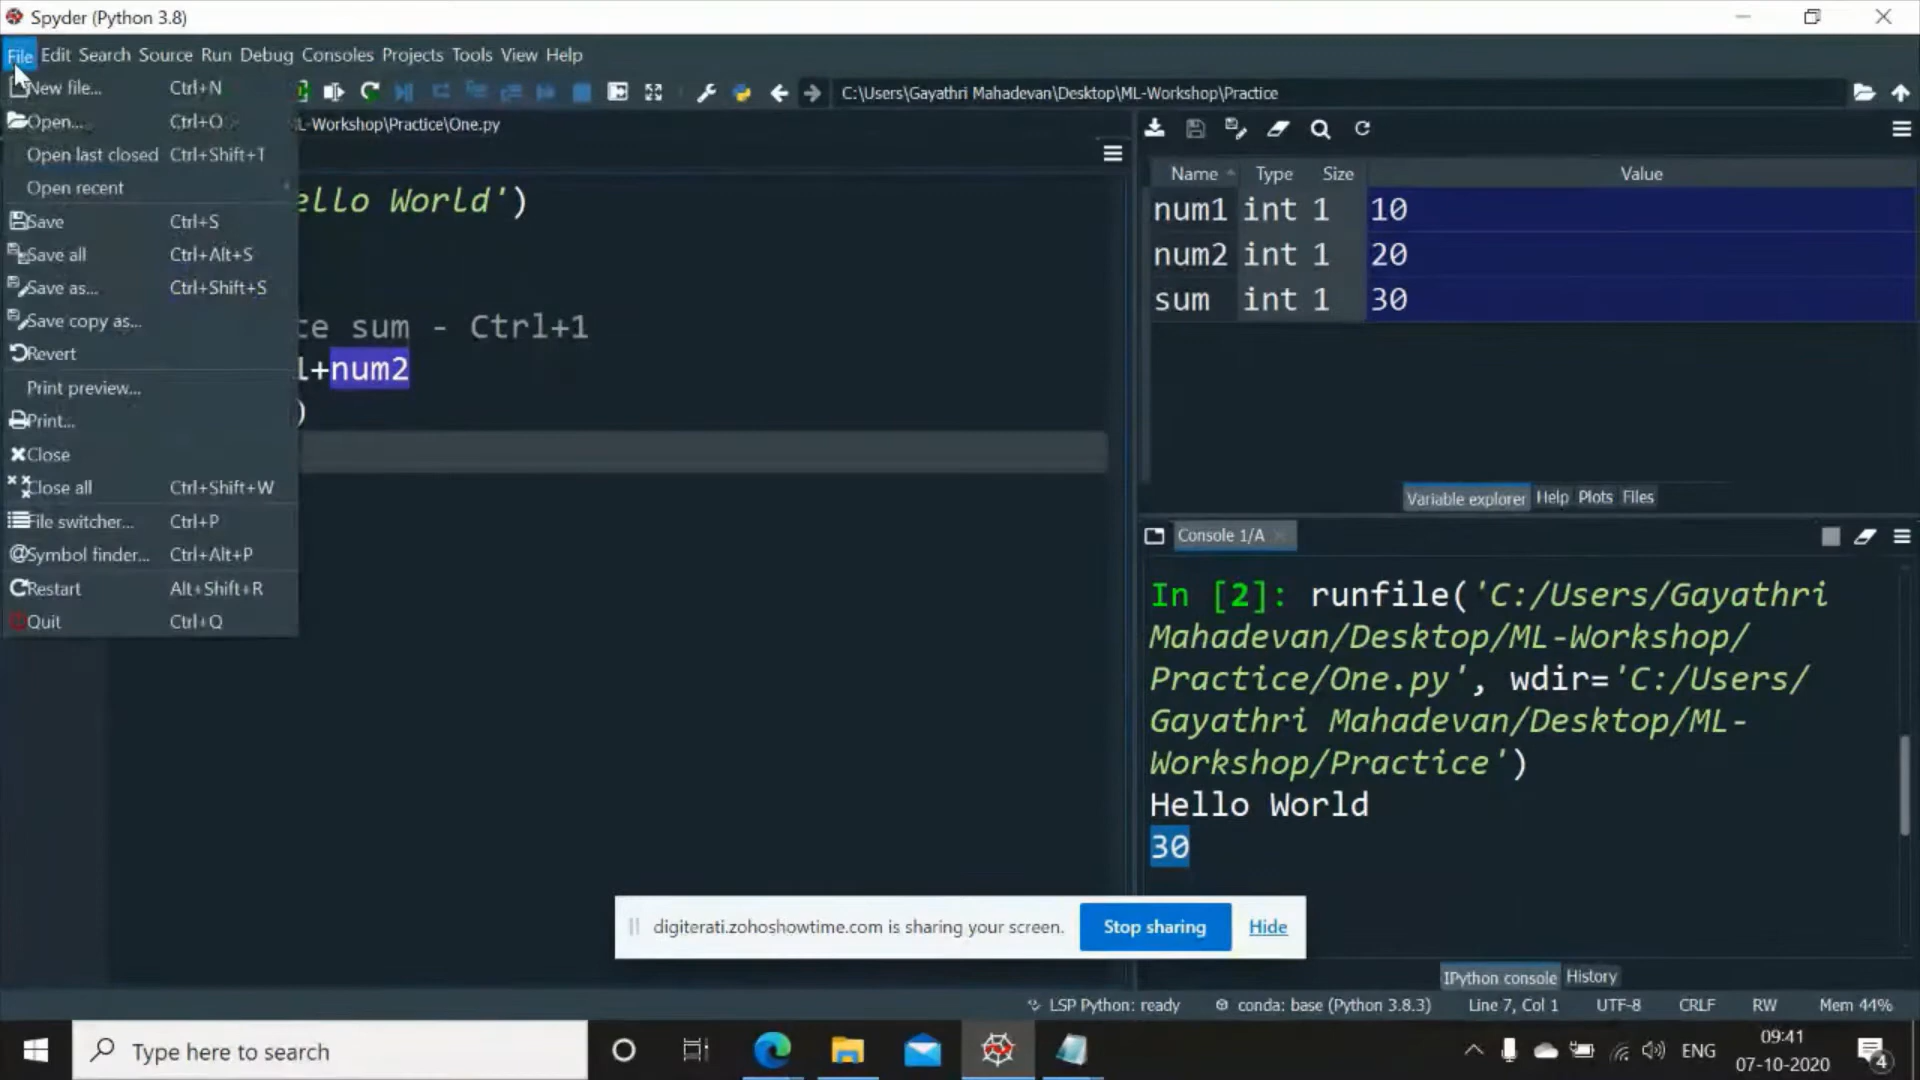 Spyder (Python 3.8)
File Edit Search Source Run Debug Consoles Projects Tools View Help
New file... Ctrl+N
Open... Ctrl+O
Open last closed Ctrl+Shift+T
Open recent
Save Ctrl+S
Save all Ctrl+Alt+S
Save as... Ctrl+Shift+S
Save copy as...
Revert
Print preview...
Print...
Close
Close all Ctrl+Shift+W
File switcher... Ctrl+P
@ Symbol finder... Ctrl+Alt+P
Restart Alt+Shift+R
Quit Ctrl+Q
C:\Users\Gayathri Mahadevan\Desktop\ML-Workshop\Practice
L-Workshop\Practice\One.py
ello World')
te sum - Ctrl+1
1+num2
)
Name Type Size Value
num1 int 1 10
num2 int 1 20
sum int 1 30
Variable explorer Help Plots Files
Console 1/A
In [2]: runfile('C:/Users/Gayathri
Mahadevan/Desktop/ML-Workshop/
Practice/One.py', wdir='C:/Users/
Gayathri Mahadevan/Desktop/ML-
Workshop/Practice')
Hello World
30
digiterati.zohoshowtime.com is sharing your screen. Stop sharing Hide
IPython console History
LSP Python: ready conda: base (Python 3.8.3) Line 7, Col 1 UTF-8 CRLF RW Mem 44%
Type here to search
ENG
09:41
07-10-2020
4